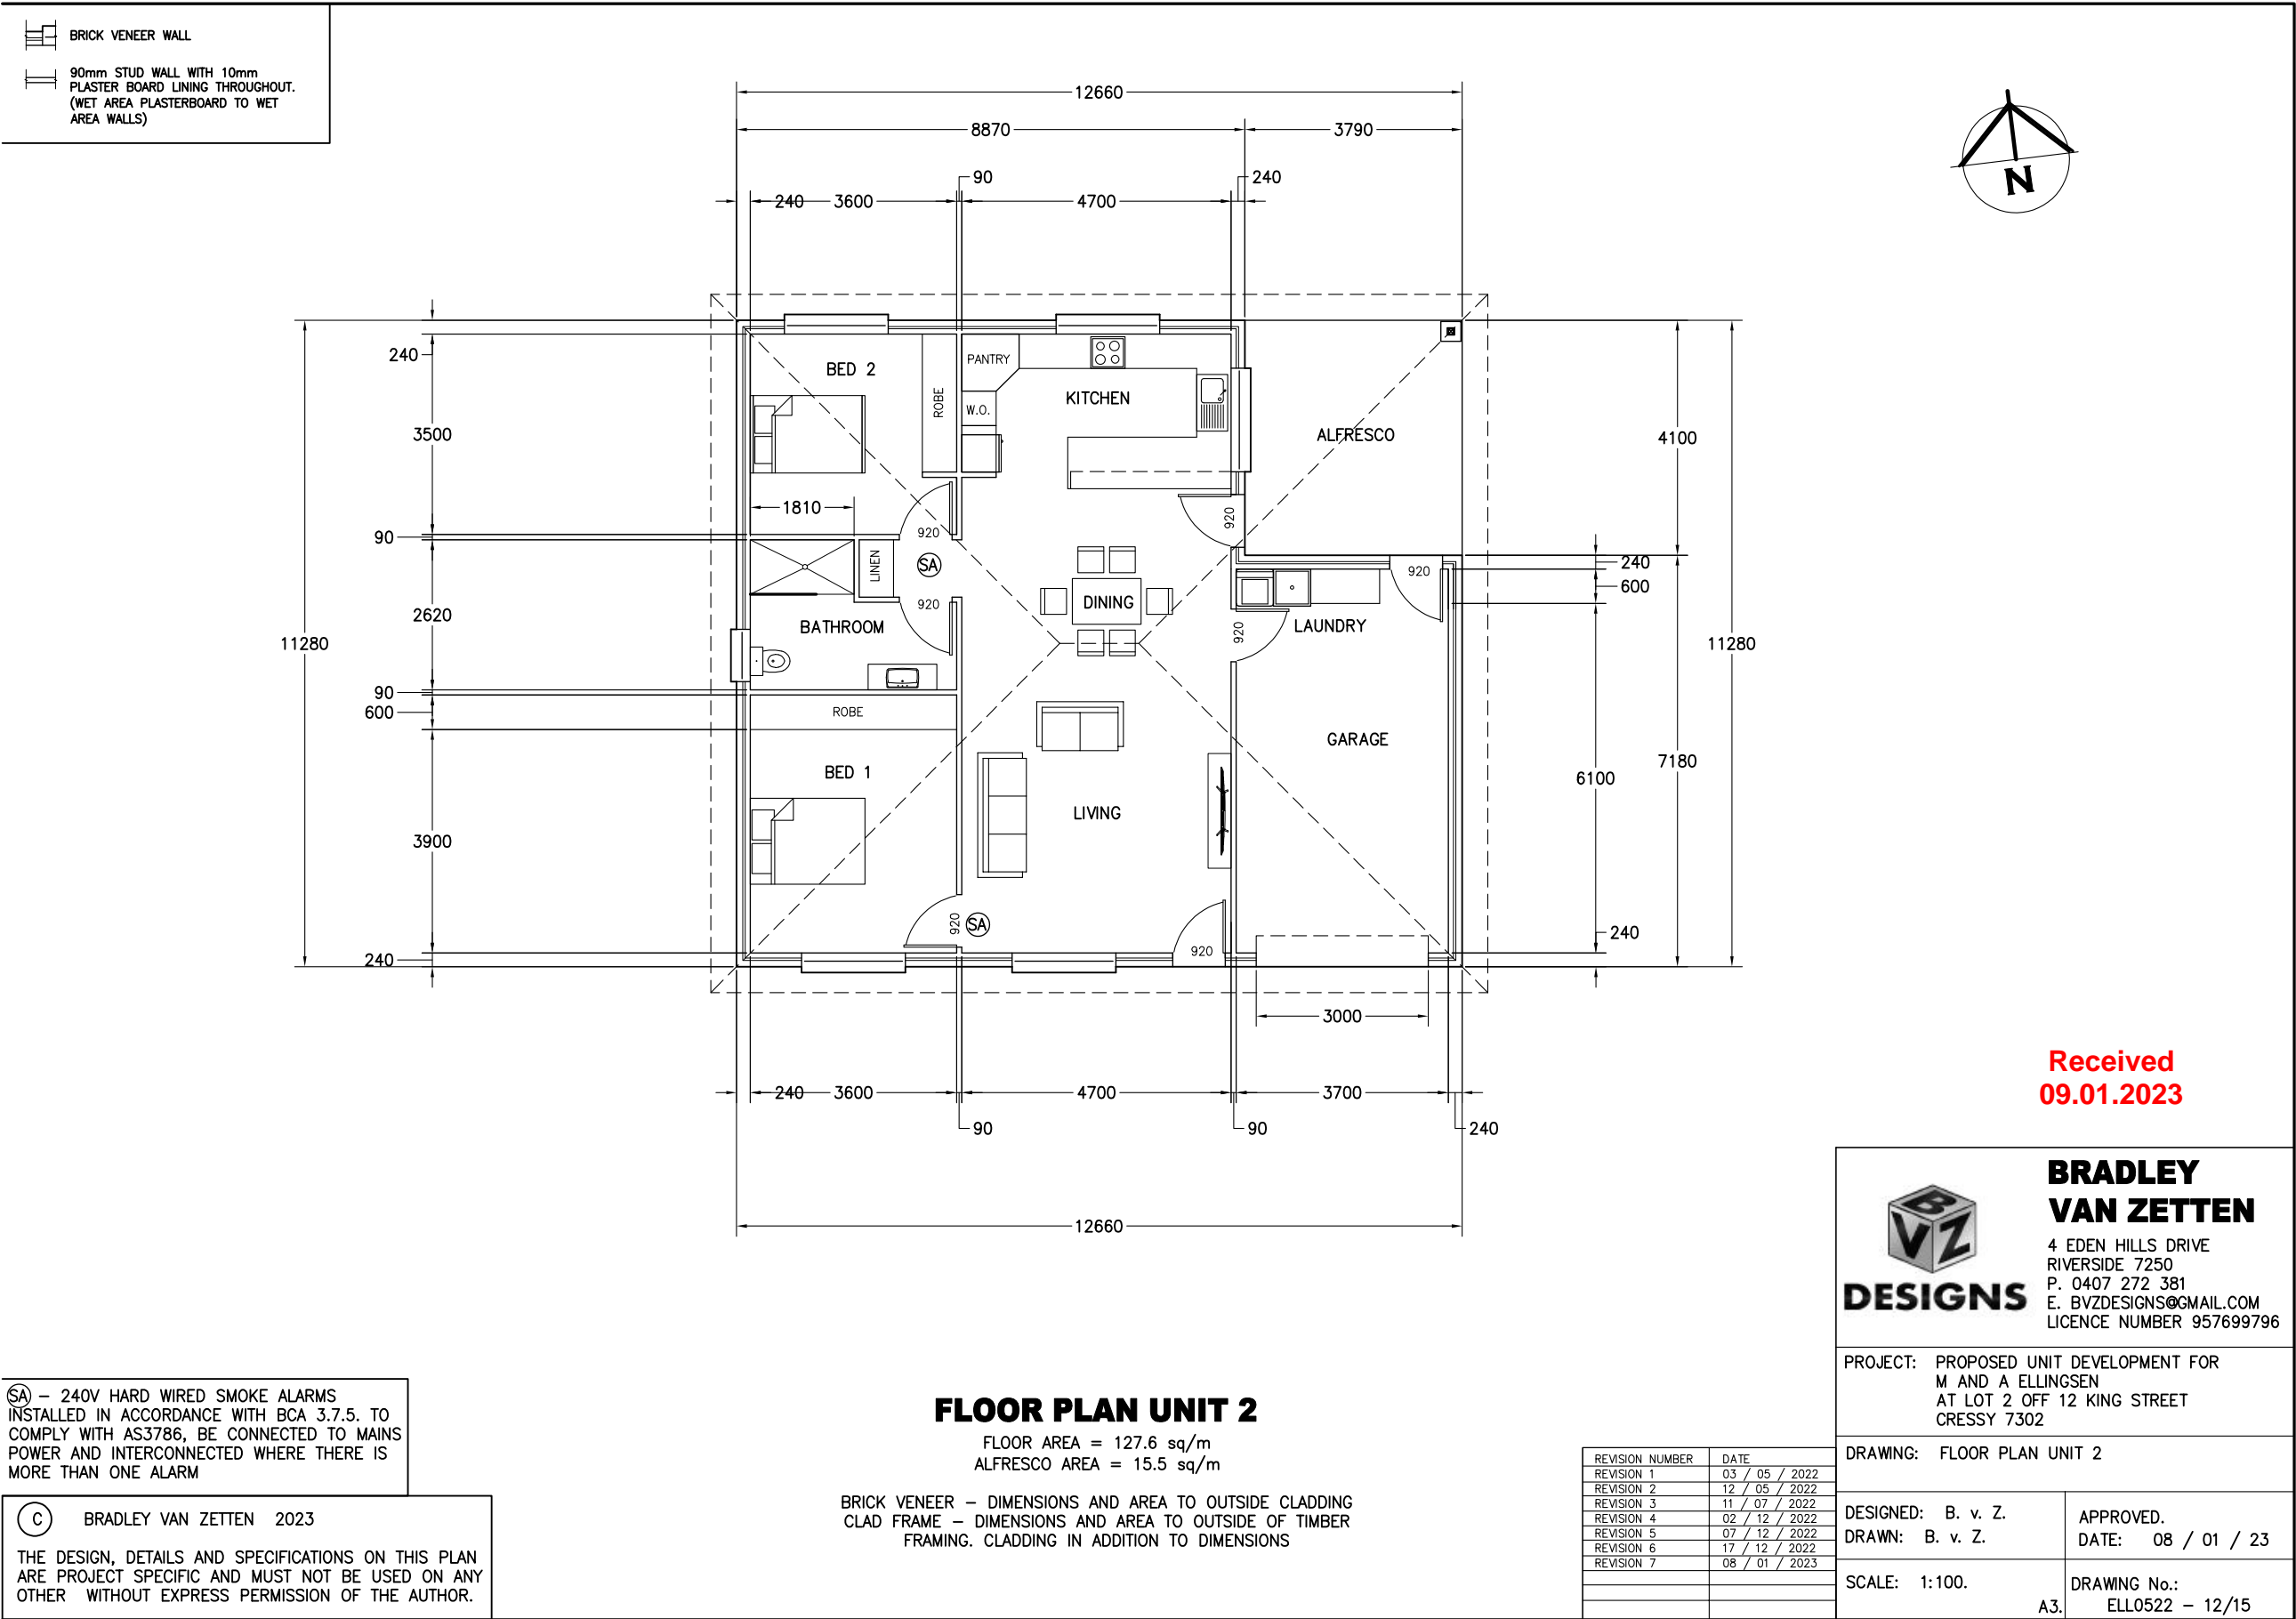 BRICK VENEER WALL
90mm STUD WALL WITH 10mm
PLASTER BOARD LINING THROUGHOUT.
(WET AREA PLASTERBOARD TO WET
AREA WALLS)
12660
8870
3790
90
240
240
3600
4700
N
240
3500
90
2620
11280
90
600
3900
240
BED 2
ROBE
PANTRY
W.O.
KITCHEN
ALFRESCO
1810
920
920
LINEN
SA
920
BATHROOM
DINING
920
LAUNDRY
920
ROBE
BED 1
LIVING
GARAGE
920
SA
920
4100
240
600
11280
7180
6100
240
3000
240
3600
4700
3700
90
90
240
12660
Received
09.01.2023
SA – 240V HARD WIRED SMOKE ALARMS
INSTALLED IN ACCORDANCE WITH BCA 3.7.5. TO
COMPLY WITH AS3786, BE CONNECTED TO MAINS
POWER AND INTERCONNECTED WHERE THERE IS
MORE THAN ONE ALARM
C BRADLEY VAN ZETTEN 2023
THE DESIGN, DETAILS AND SPECIFICATIONS ON THIS PLAN
ARE PROJECT SPECIFIC AND MUST NOT BE USED ON ANY
OTHER WITHOUT EXPRESS PERMISSION OF THE AUTHOR.
FLOOR PLAN UNIT 2
FLOOR AREA = 127.6 sq/m
ALFRESCO AREA = 15.5 sq/m
BRICK VENEER – DIMENSIONS AND AREA TO OUTSIDE CLADDING
CLAD FRAME – DIMENSIONS AND AREA TO OUTSIDE OF TIMBER
FRAMING. CLADDING IN ADDITION TO DIMENSIONS
REVISION NUMBER DATE
REVISION 1 03 / 05 / 2022
REVISION 2 12 / 05 / 2022
REVISION 3 11 / 07 / 2022
REVISION 4 02 / 12 / 2022
REVISION 5 07 / 12 / 2022
REVISION 6 17 / 12 / 2022
REVISION 7 08 / 01 / 2023
BVZ
DESIGNS
BRADLEY
VAN ZETTEN
4 EDEN HILLS DRIVE
RIVERSIDE 7250
P. 0407 272 381
E. BVZDESIGNS@GMAIL.COM
LICENCE NUMBER 957699796
PROJECT: PROPOSED UNIT DEVELOPMENT FOR
M AND A ELLINGSEN
AT LOT 2 OFF 12 KING STREET
CRESSY 7302
DRAWING: FLOOR PLAN UNIT 2
DESIGNED: B. v. Z.
DRAWN: B. v. Z.
APPROVED.
DATE: 08 / 01 / 23
SCALE: 1:100.
A3.
DRAWING No.:
ELL0522 – 12/15